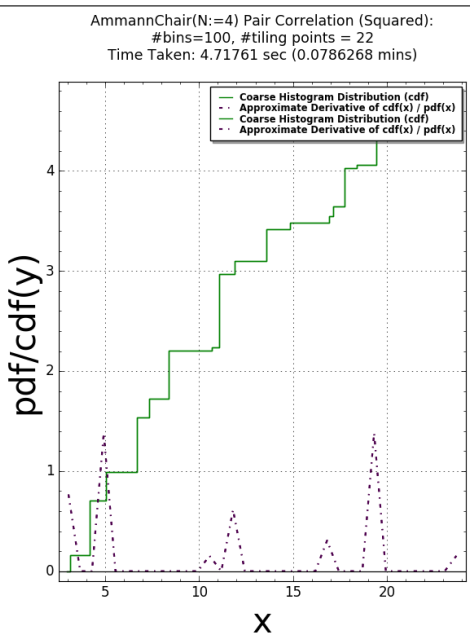 AmmannChair(N:=4) Pair Correlation (Squared):
#bins=100, #tiling points = 22
Time Taken: 4.71761 sec (0.0786268 mins)
Coarse Histogram Distribution (cdf)
Approximate Derivative of cdf(x) / pdf(x)
Coarse Histogram Distribution (cdf)
Approximate Derivative of cdf(x) / pdf(x)
pdf/cdf(y)
4
3
2
1
0
5
10
15
20
x